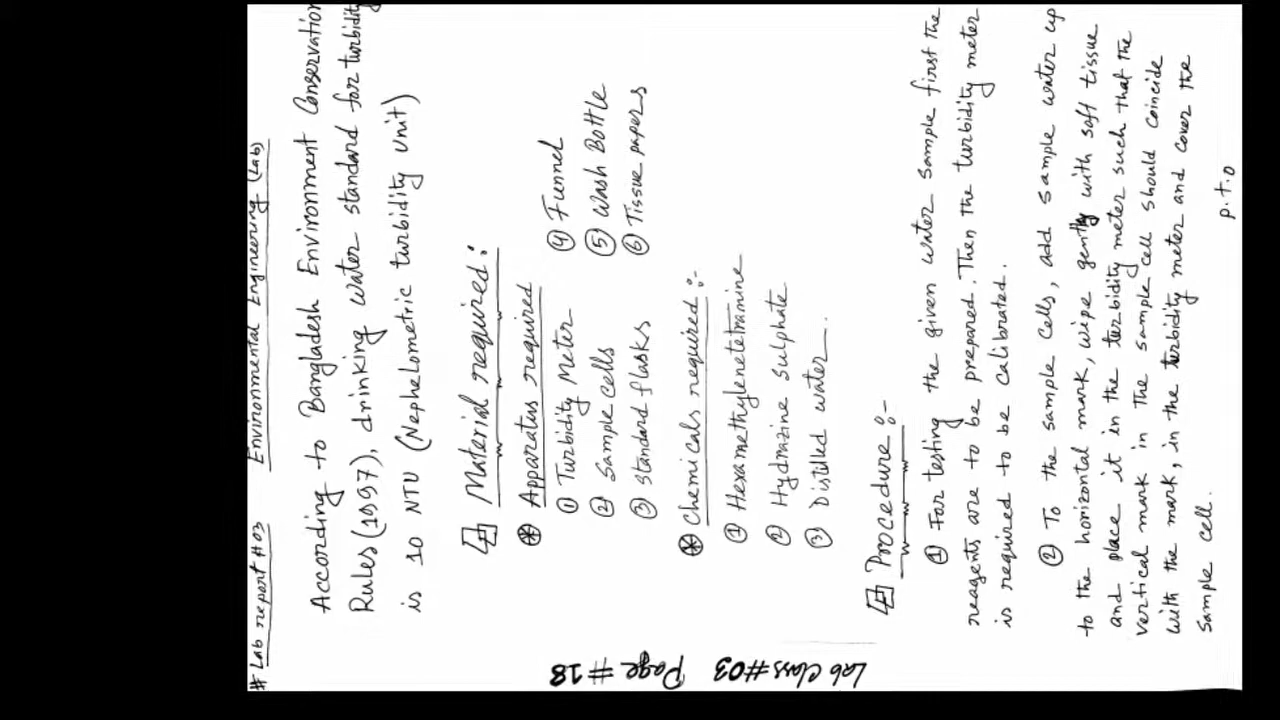 # Lab report # 03 Environmental Engineering (Lab)
According to Bangladesh Environment Conservation
Rules (1997), drinking water standard for turbidity
is 10 NTU (Nephelometric turbidity unit)
Material required:
Apparatus required
① Turbidity Meter ④ Funnel
② Sample cells ⑤ Wash Bottle
③ Standard flasks ⑥ Tissue papers
Chemicals required :-
① Hexamethylenetetramine
② Hydrazine Sulphate
③ Distilled water.
Procedure :-
① For testing the given water sample first the
reagents are to be prepared. Then the turbidity meter
is required to be calibrated.
② To the sample cells, add sample water up
to the horizontal mark, wipe gently with soft tissue
and place it in the turbidity meter such that the
vertical mark in the sample cell should coincide
with the mark, in the turbidity meter and cover the
sample cell.
p.t.o
Lab Class #03 Page #18